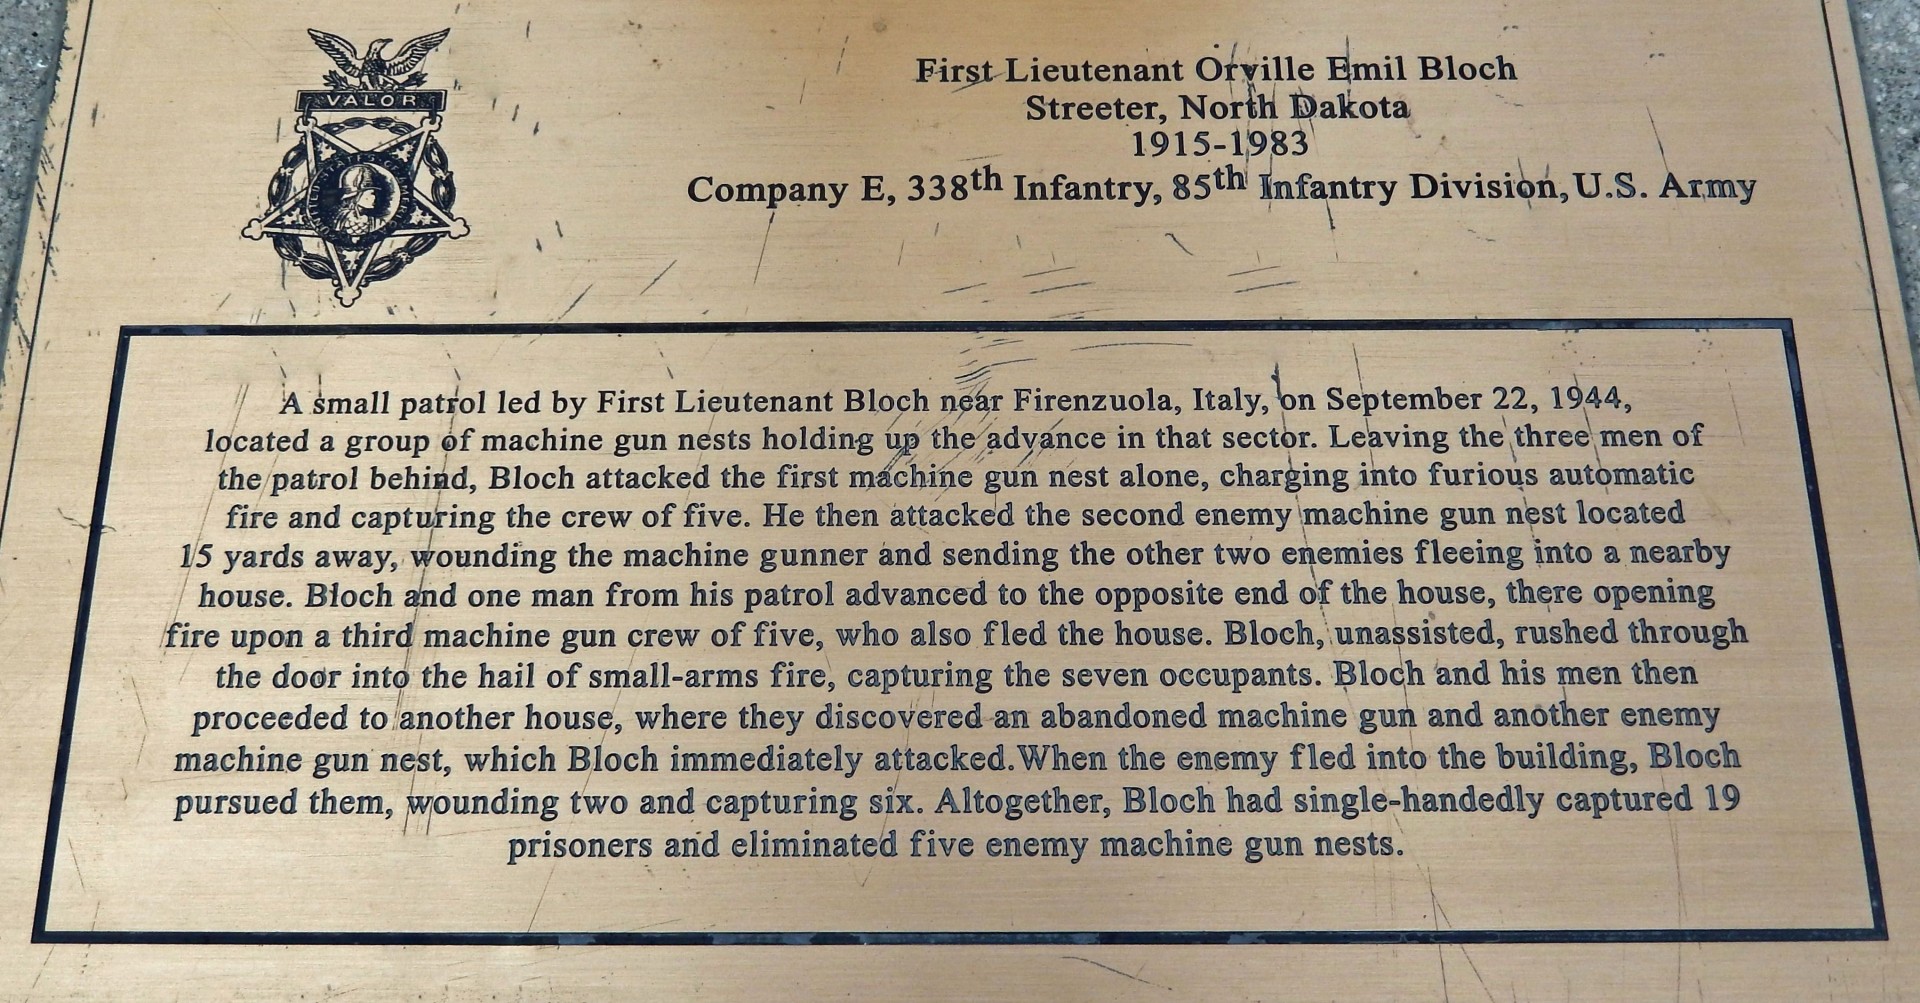 VALOR
First Lieutenant Orville Emil Bloch
Streeter, North Dakota
1915-1983
Company E, 338th Infantry, 85th Infantry Division, U.S. Army
A small patrol led by First Lieutenant Bloch near Firenzuola, Italy, on September 22, 1944,
located a group of machine gun nests holding up the advance in that sector. Leaving the three men of
the patrol behind, Bloch attacked the first machine gun nest alone, charging into furious automatic
fire and capturing the crew of five. He then attacked the second enemy machine gun nest located
15 yards away, wounding the machine gunner and sending the other two enemies fleeing into a nearby
house. Bloch and one man from his patrol advanced to the opposite end of the house, there opening
fire upon a third machine gun crew of five, who also fled the house. Bloch, unassisted, rushed through
the door into the hail of small-arms fire, capturing the seven occupants. Bloch and his men then
proceeded to another house, where they discovered an abandoned machine gun and another enemy
machine gun nest, which Bloch immediately attacked. When the enemy fled into the building, Bloch
pursued them, wounding two and capturing six. Altogether, Bloch had single-handedly captured 19
prisoners and eliminated five enemy machine gun nests.